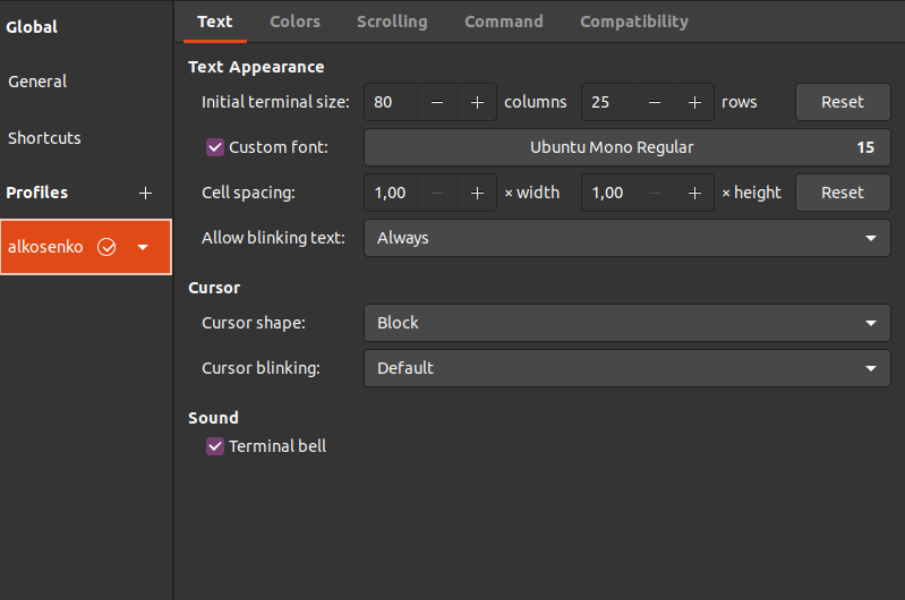 Global
General
Shortcuts
Profiles +
alkosenko
Text Colors Scrolling Command Compatibility
Text Appearance
Initial terminal size: 80 − + columns 25 − + rows Reset
Custom font: Ubuntu Mono Regular 15
Cell spacing: 1,00 − + × width 1,00 − + × height Reset
Allow blinking text: Always
Cursor
Cursor shape: Block
Cursor blinking: Default
Sound
Terminal bell